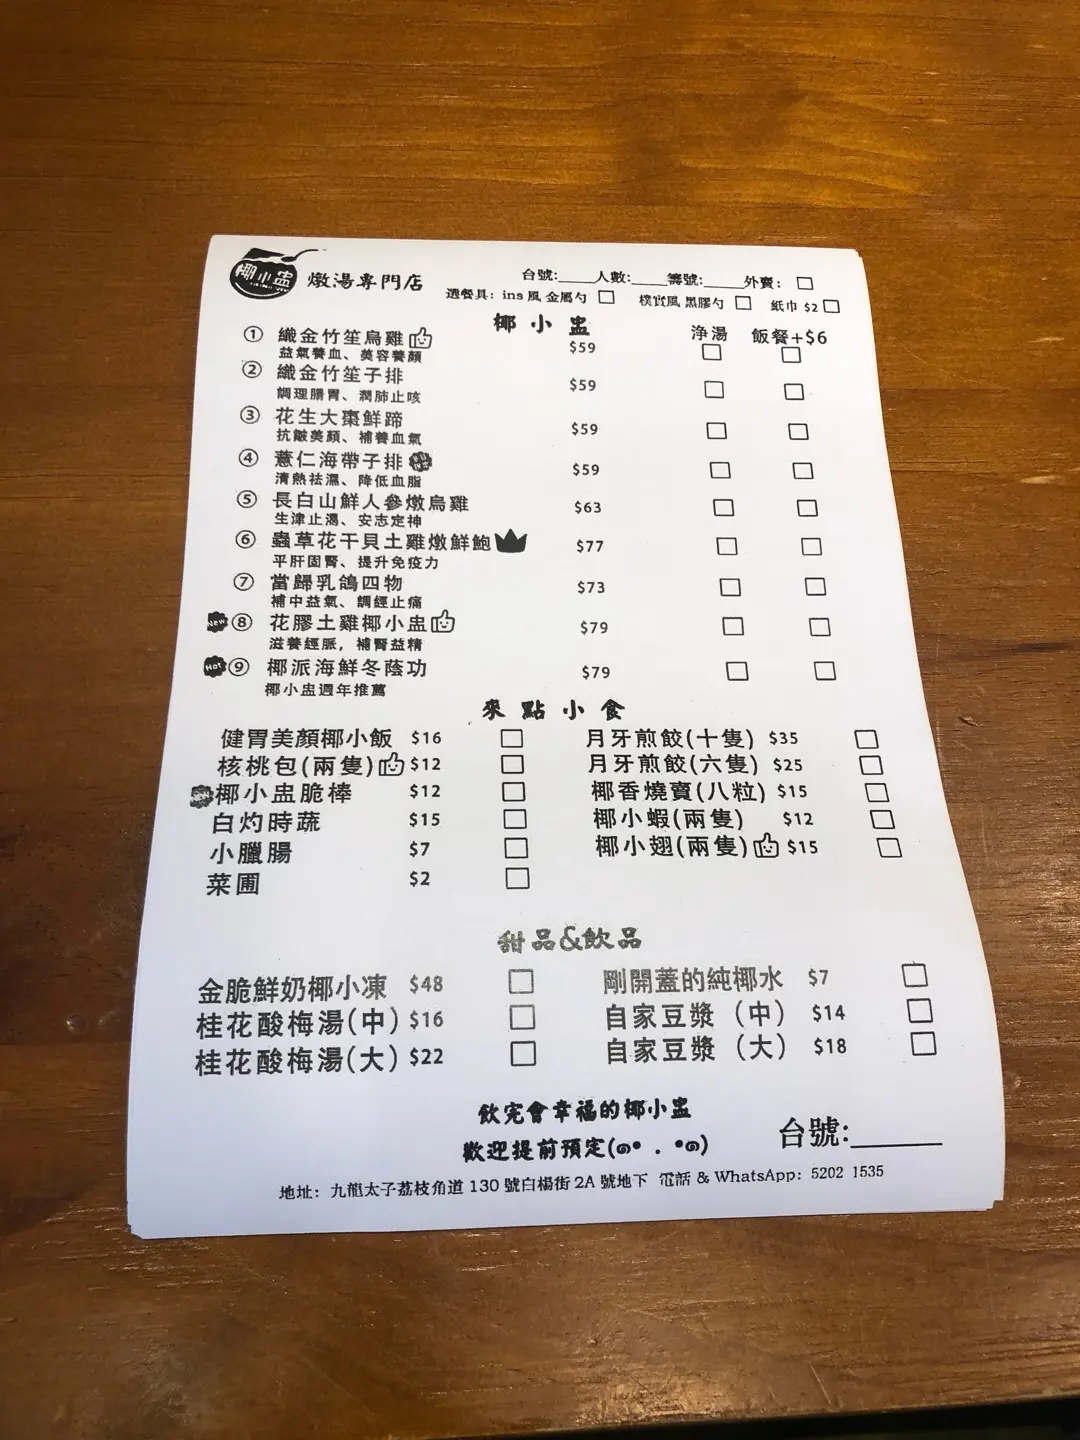 椰小盅 燉湯專門店
台號:____人數:____籌號:____外賣: □
選餐具: ins風 金屬勺 □ 樸實風 黑膠勺 □ 紙巾 $2 □
椰小盅 淨湯 飯餐+$6
① 織金竹笙烏雞 $59 □ □
益氣養血、美容養顏
② 織金竹笙子排 $59 □ □
調理腸胃、潤肺止咳
③ 花生大棗鮮蹄 $59 □ □
抗皺美顏、補養血氣
④ 薏仁海帶子排 $59 □ □
清熱祛濕、降低血脂
⑤ 長白山鮮人參燉烏雞 $63 □ □
生津止渴、安志定神
⑥ 蟲草花干貝土雞燉鮮鮑 $77 □ □
平肝固腎、提升免疫力
⑦ 當歸乳鴿四物 $73 □ □
補中益氣、調經止痛
New ⑧ 花膠土雞椰小盅 $79 □ □
滋養經脈，補腎益精
Hot ⑨ 椰派海鮮冬蔭功 $79 □ □
椰小盅週年推薦
來點小食
健胃美顏椰小飯 $16 □ 月牙煎餃(十隻) $35 □
核桃包(兩隻) $12 □ 月牙煎餃(六隻) $25 □
椰小盅脆棒 $12 □ 椰香燒賣(八粒) $15 □
白灼時蔬 $15 □ 椰小蝦(兩隻) $12 □
小臘腸 $7 □ 椰小翅(兩隻) $15 □
菜圃 $2 □
甜品&飲品
金脆鮮奶椰小凍 $48 □ 剛開蓋的純椰水 $7 □
桂花酸梅湯(中) $16 □ 自家豆漿（中） $14 □
桂花酸梅湯(大) $22 □ 自家豆漿（大） $18 □
飲完會幸福的椰小盅
歡迎提前預定(๑• . •๑)
台號:______
地址: 九龍太子荔枝角道 130 號白楊街 2A 號地下 電話 & WhatsApp: 5202 1535